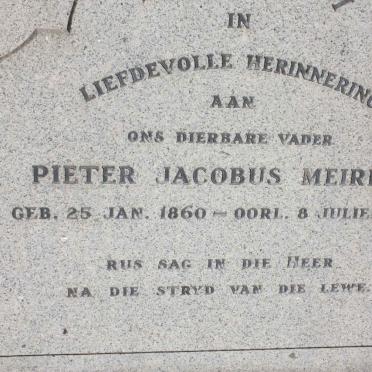 IN
LIEFDEVOLLE HERINNERING
AAN
ONS DIERBARE VADER
PIETER JACOBUS
GEB. 25 JAN. 1860 – OORL. 8 JULIE
RUS SAG IN DIE HEER
NA DIE STRYD VAN DIE LEWE.